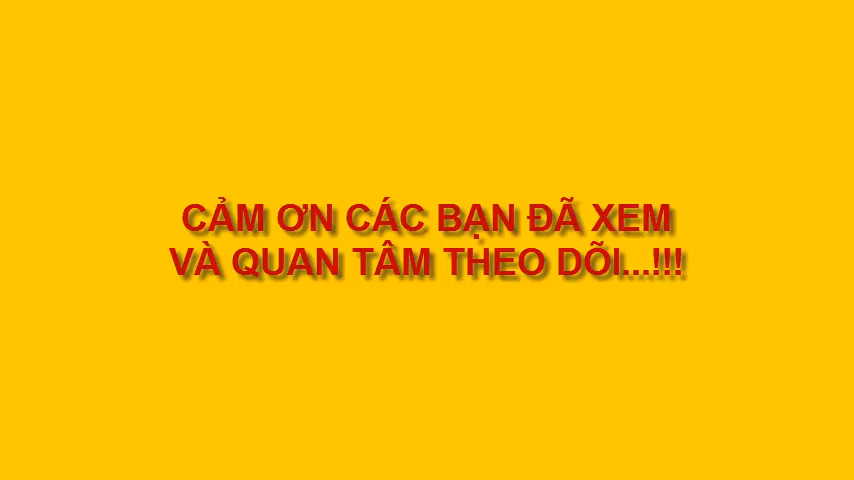 CẢM ƠN CÁC BẠN ĐÃ XEM
VÀ QUAN TÂM THEO DÕI...!!!